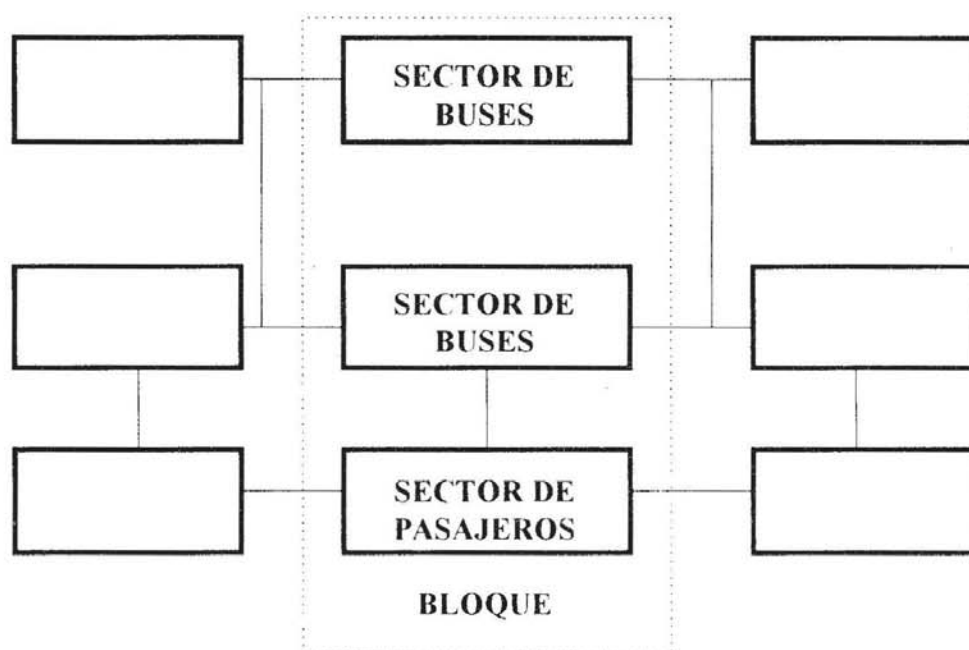 SECTOR DE
BUSES
SECTOR DE
BUSES
SECTOR DE
PASAJEROS
BLOQUE